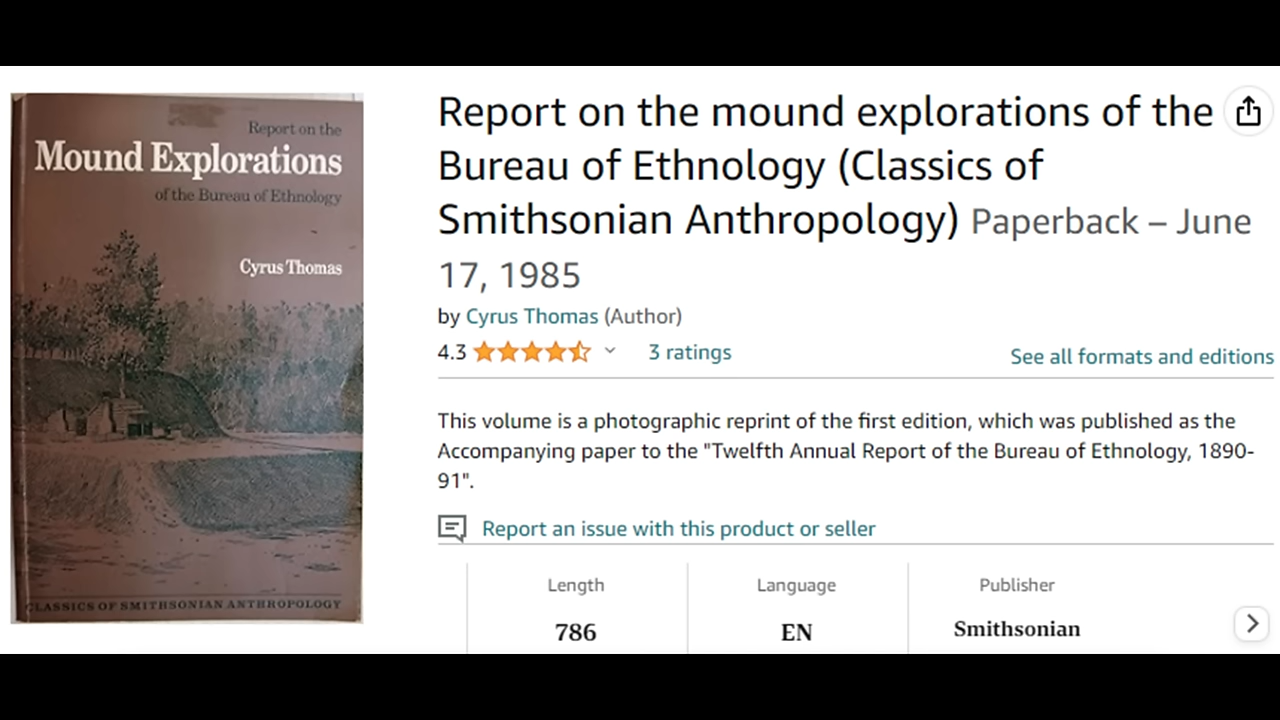 Report on the
Mound Explorations
of the Bureau of Ethnology
Cyrus Thomas
CLASSICS OF SMITHSONIAN ANTHROPOLOGY
Report on the mound explorations of the
Bureau of Ethnology (Classics of
Smithsonian Anthropology) Paperback – June
17, 1985
by Cyrus Thomas (Author)
4.3 3 ratings
See all formats and editions
This volume is a photographic reprint of the first edition, which was published as the
Accompanying paper to the "Twelfth Annual Report of the Bureau of Ethnology, 1890-
91".
Report an issue with this product or seller
Length Language Publisher
786 EN Smithsonian